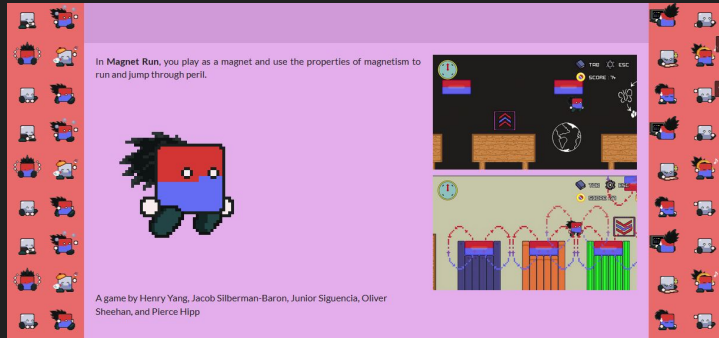 In Magnet Run, you play as a magnet and use the properties of magnetism to
run and jump through peril.
TAB ESC
SCORE
TAB
A game by Henry Yang, Jacob Silberman-Baron, Junior Siguencia, Oliver
Sheehan, and Pierce Hipp